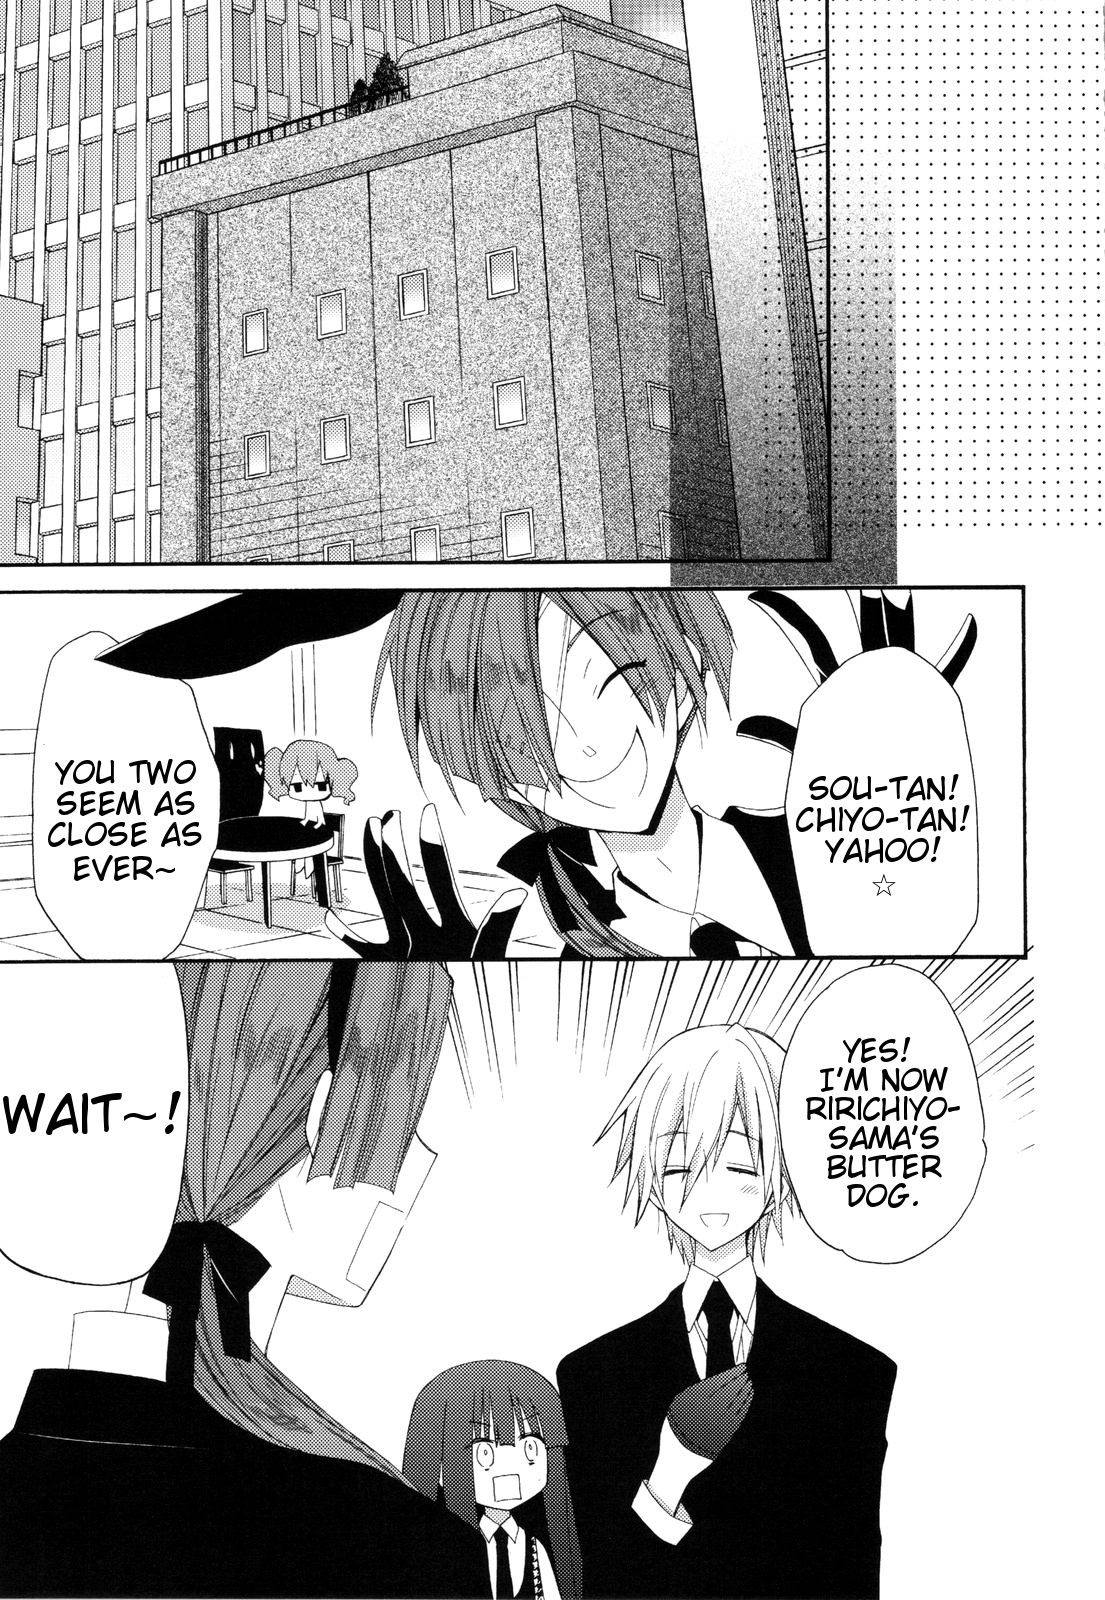 SOU-TAN!
CHIYO-TAN!
YAHOO!
☆
YOU TWO
SEEM AS
CLOSE AS
EVER~
YES!
I'M NOW
RIRICHIYO-
SAMA'S
BUTTER
DOG.
WAIT~!